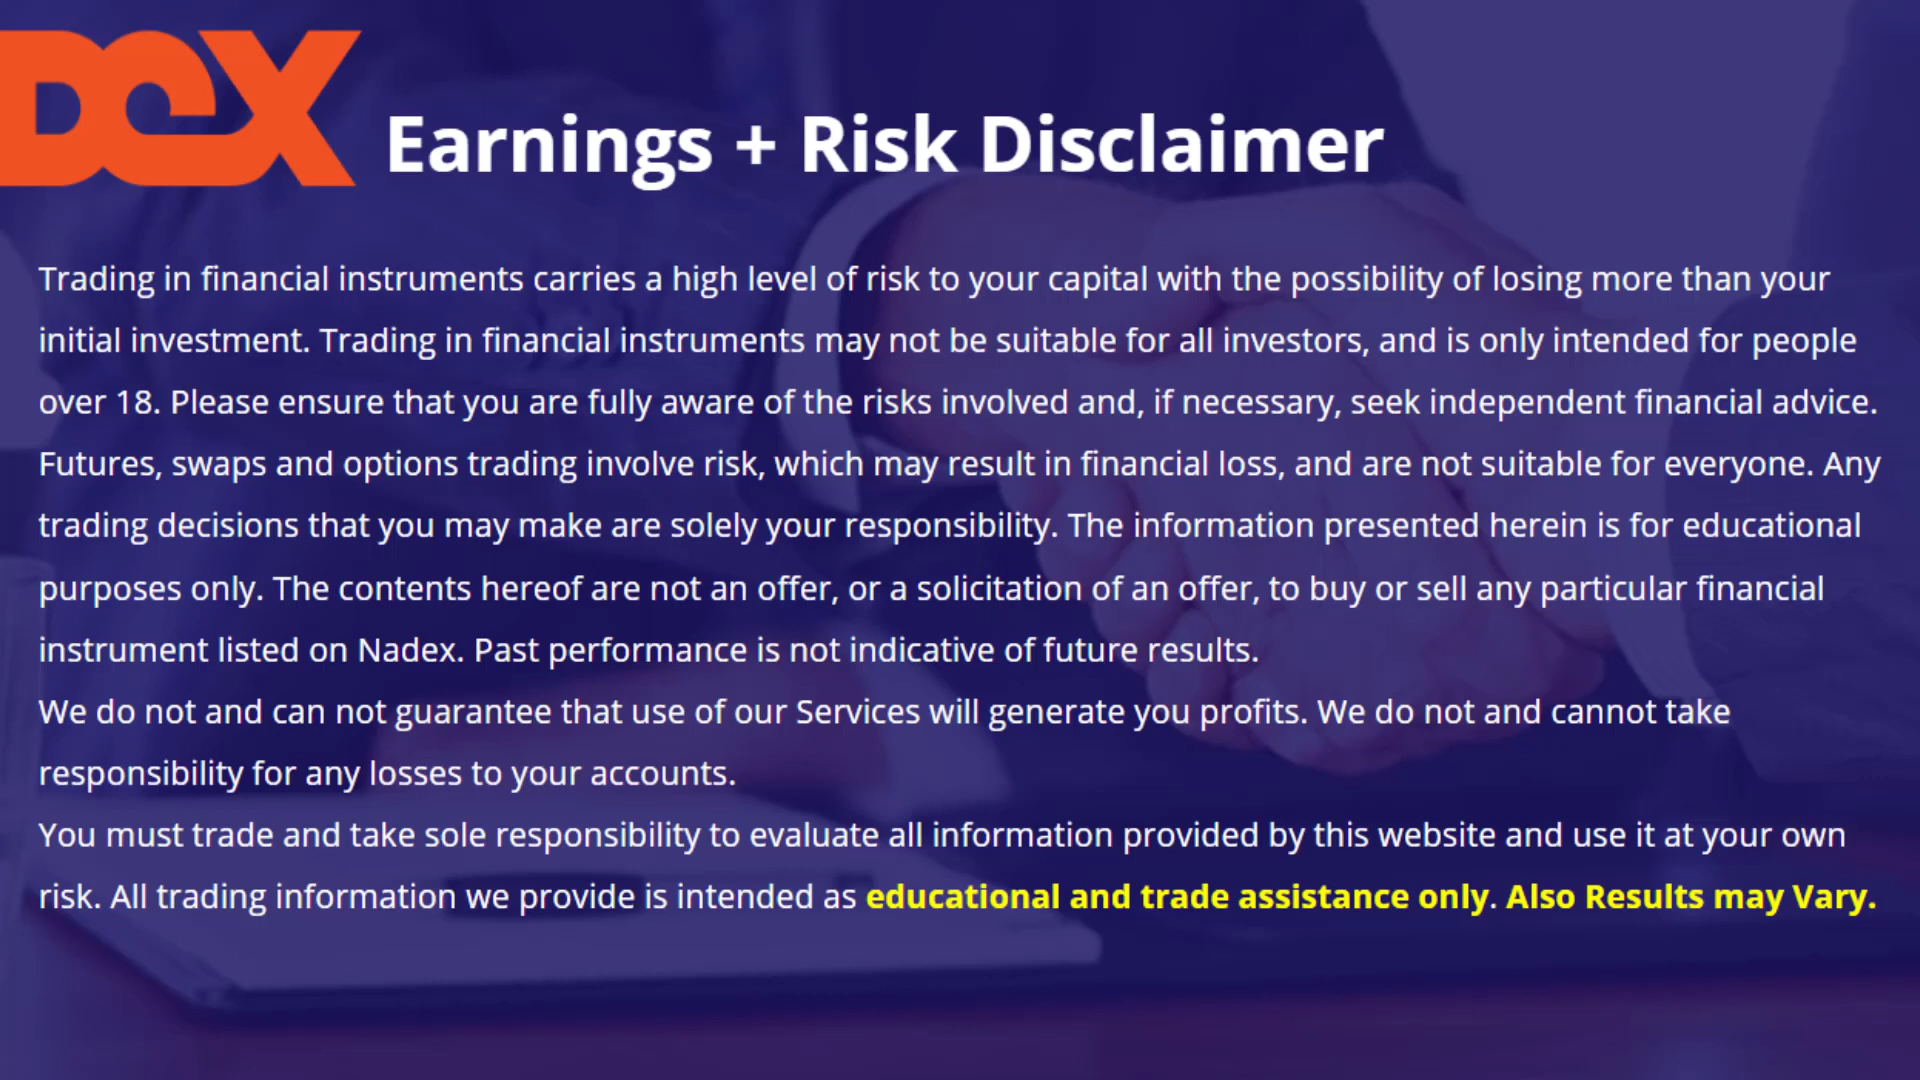 Dex
Earnings + Risk Disclaimer
Trading in financial instruments carries a high level of risk to your capital with the possibility of losing more than your
initial investment. Trading in financial instruments may not be suitable for all investors, and is only intended for people
over 18. Please ensure that you are fully aware of the risks involved and, if necessary, seek independent financial advice.
Futures, swaps and options trading involve risk, which may result in financial loss, and are not suitable for everyone. Any
trading decisions that you may make are solely your responsibility. The information presented herein is for educational
purposes only. The contents hereof are not an offer, or a solicitation of an offer, to buy or sell any particular financial
instrument listed on Nadex. Past performance is not indicative of future results.
We do not and can not guarantee that use of our Services will generate you profits. We do not and cannot take
responsibility for any losses to your accounts.
You must trade and take sole responsibility to evaluate all information provided by this website and use it at your own
risk. All trading information we provide is intended as educational and trade assistance only. Also Results may Vary.